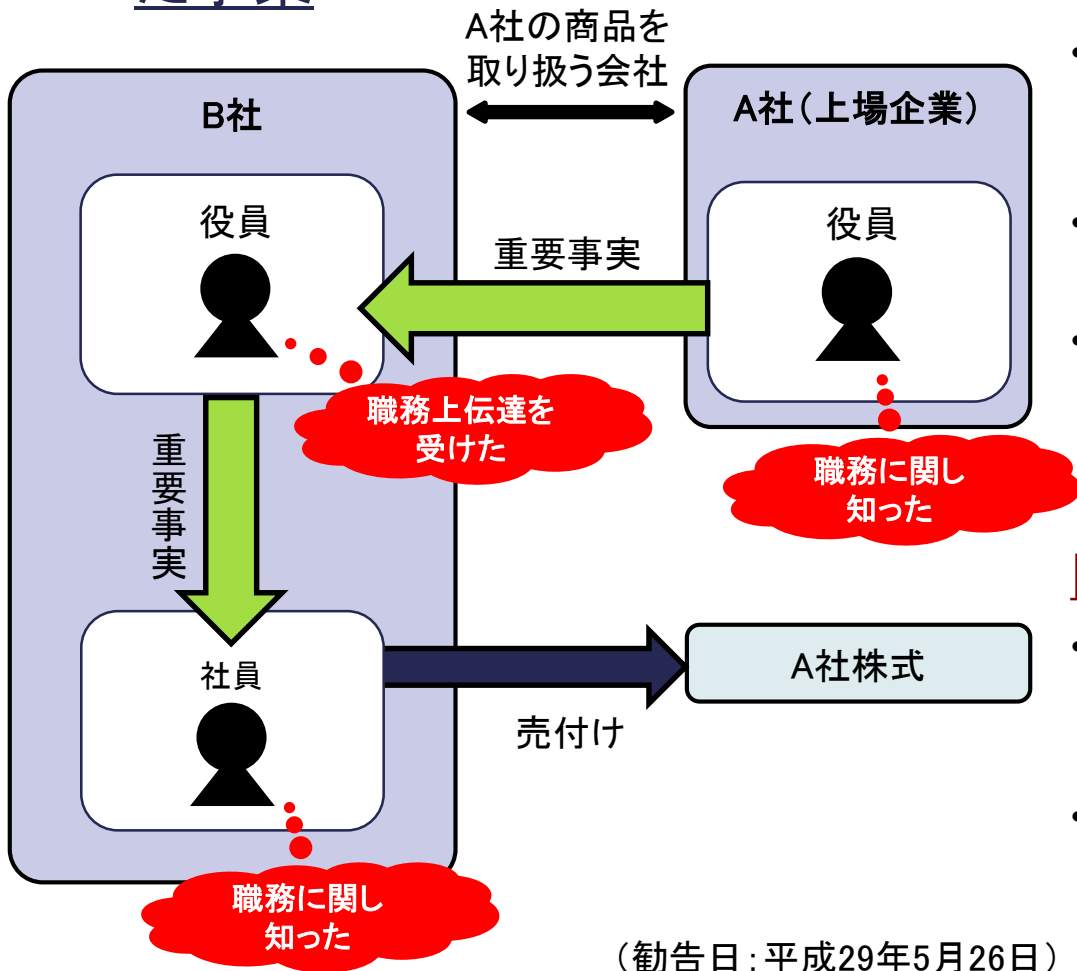 A社の商品を
取り扱う会社
B社
A社（上場企業）
役員
役員
重要事実
職務上伝達を
受けた
職務に関し
知った
重要事実
社員
A社株式
売付け
職務に関し
知った
（勧告日：平成29年5月26日）